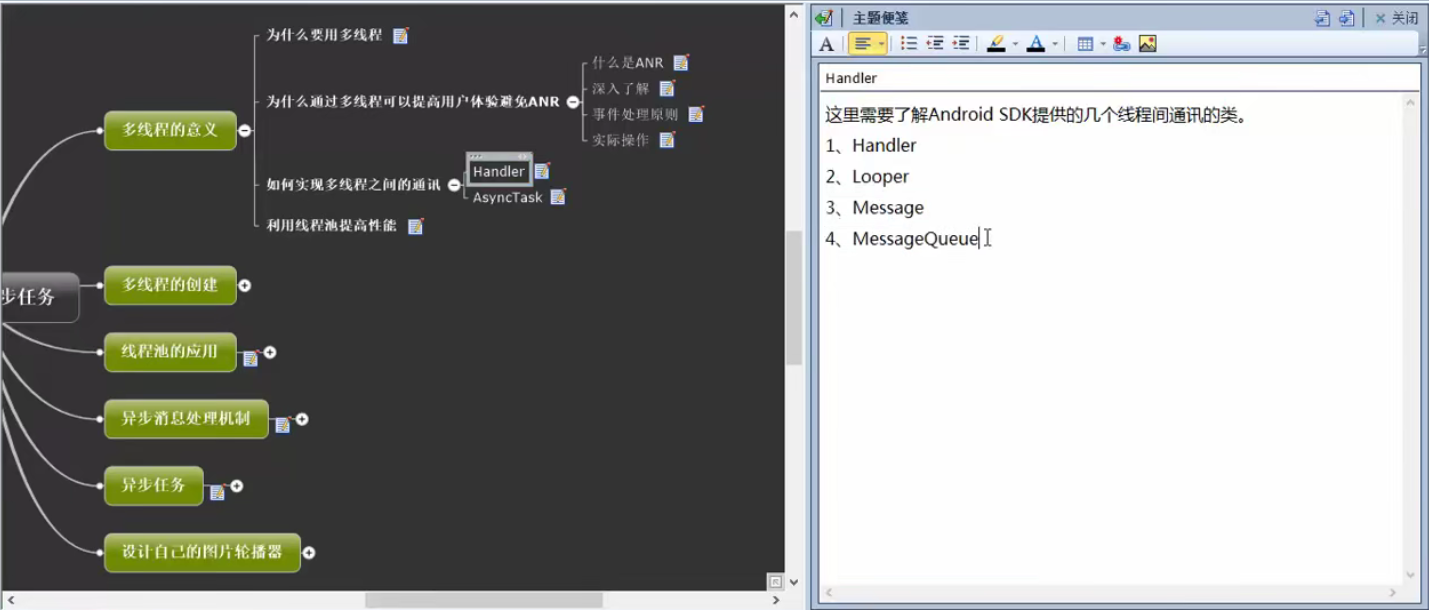 为什么要用多线程
什么是ANR
深入了解
为什么通过多线程可以提高用户体验避免ANR
事件处理原则
多线程的意义
实际操作
Handler
如何实现多线程之间的通讯
AsyncTask
利用线程池提高性能
多线程的创建
步任务
线程池的应用
异步消息处理机制
异步任务
设计自己的图片轮播器
主题便笺
关闭
A
A
Handler
这里需要了解Android SDK提供的几个线程间通讯的类。
1、Handler
2、Looper
3、Message
4、MessageQueue